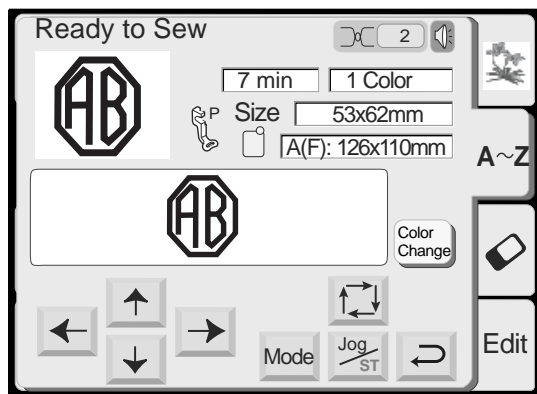 Ready to Sew
2
AB
7 min
1 Color
P
Size
53x62mm
A(F): 126x110mm
A~Z
AB
Color
Change
Mode
Jog
ST
Edit